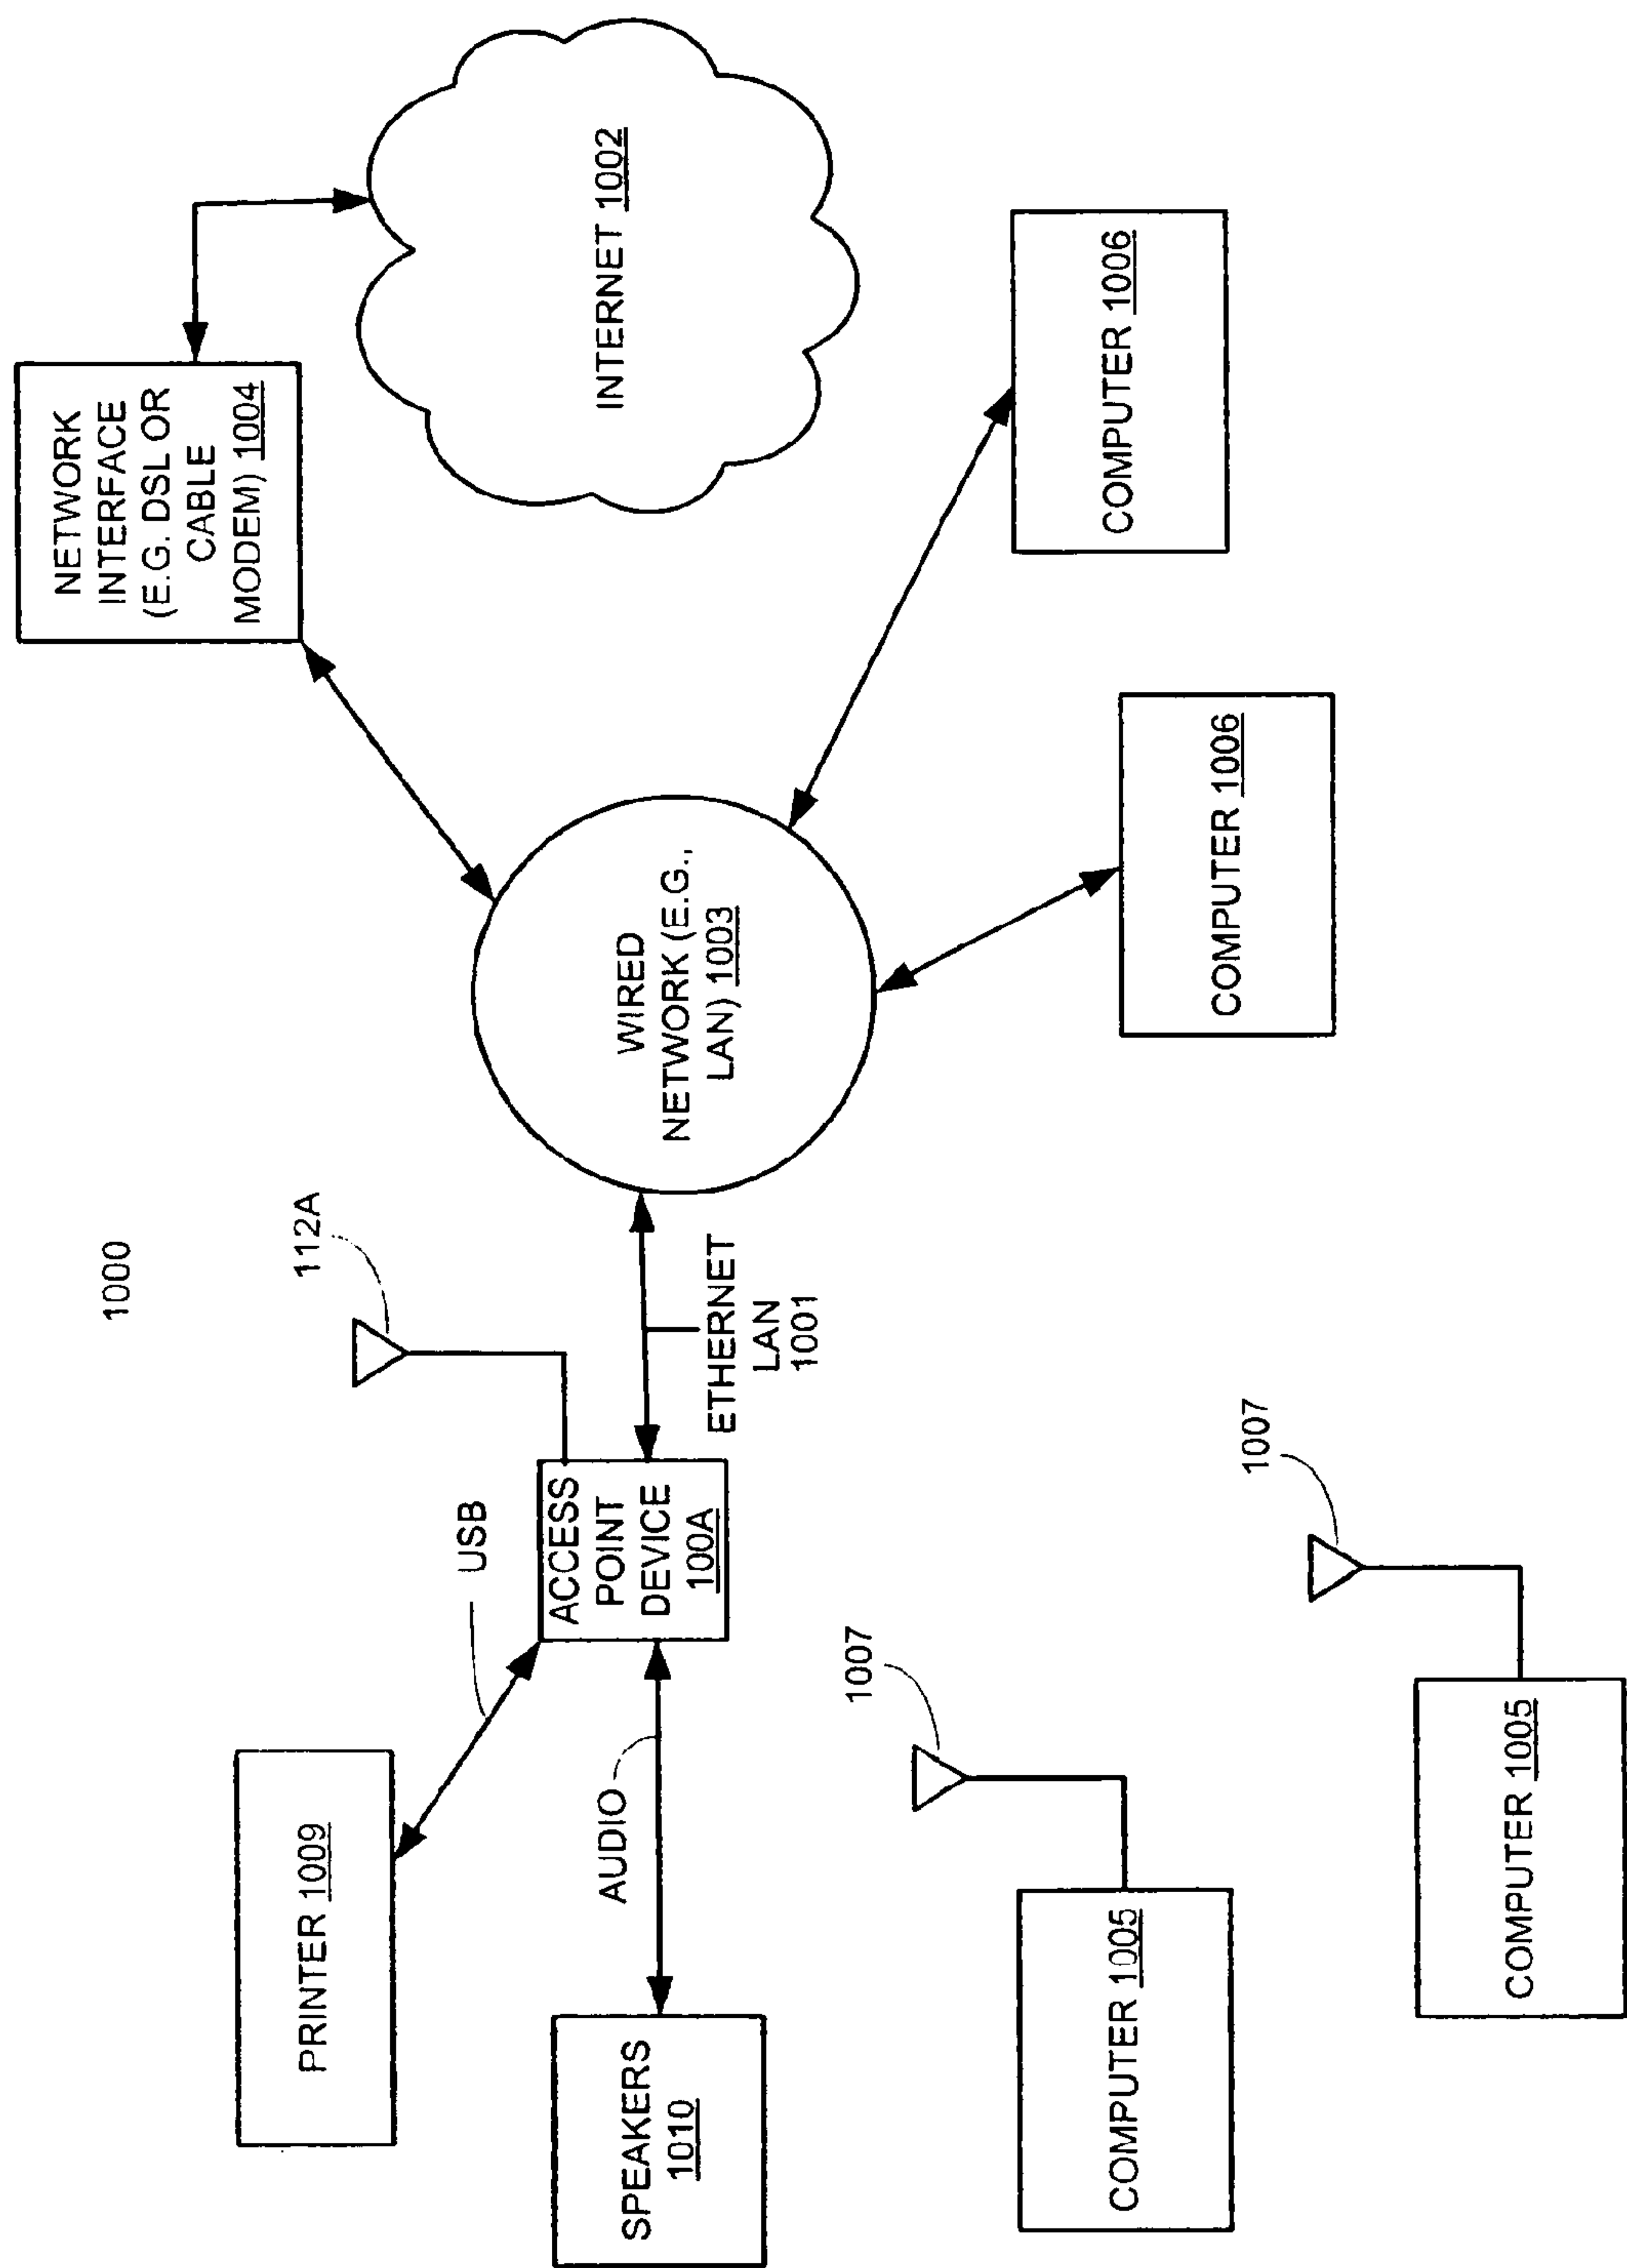 1000
PRINTER 1009
USB
112A
SPEAKERS
1010
AUDIO
ACCESS
POINT
DEVICE
100A
ETHERNET
LAN
1001
WIRED
NETWORK (E.G.,
LAN) 1003
NETWORK
INTERFACE
(E.G. DSL OR
CABLE
MODEM) 1004
INTERNET 1002
COMPUTER 1006
COMPUTER 1006
1007
COMPUTER 1005
1007
COMPUTER 1005